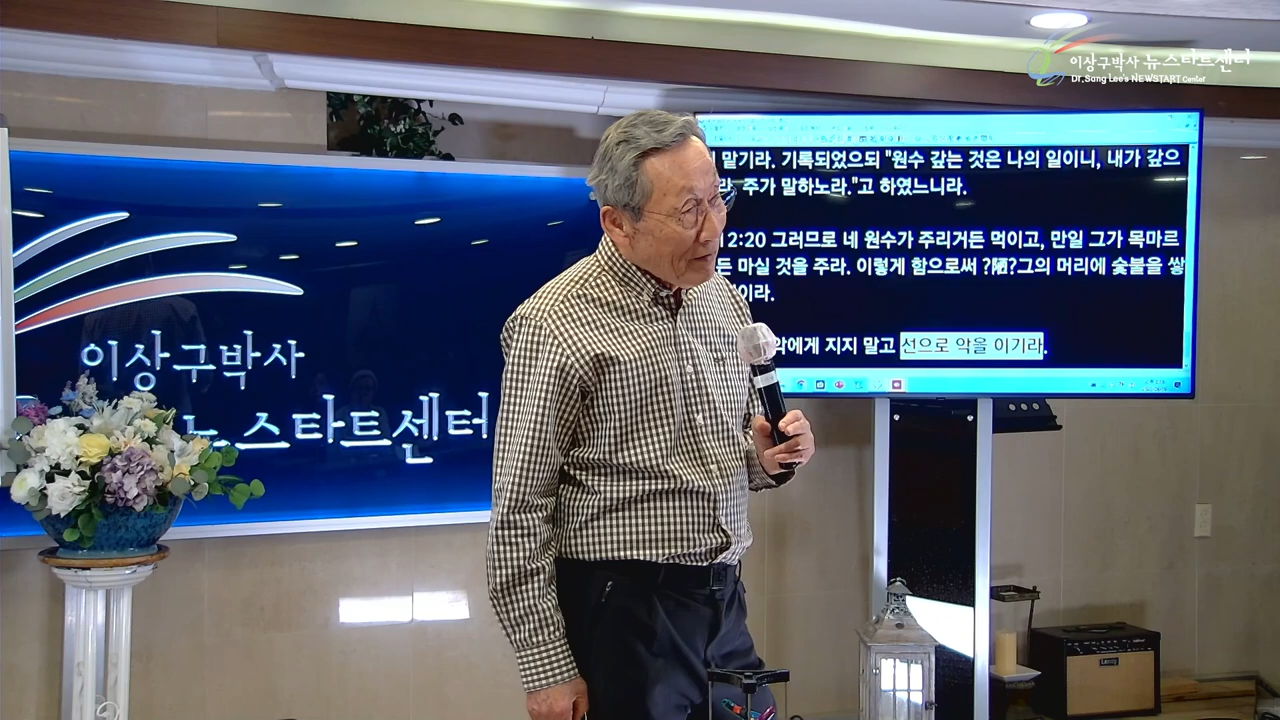 이상구박사 뉴스타트센터
Dr.Sang Lee's NEWSTART Center
맡기라. 기록되었으되 "원수 갚는 것은 나의 일이니, 내가 갚으
라, 주가 말하노라."고 하였느니라.
12:20 그러므로 네 원수가 주리거든 먹이고, 만일 그가 목마르
든 마실 것을 주라. 이렇게 함으로써 ?陋?그의 머리에 숯불을 쌓
이라.
악에게 지지 말고 선으로 악을 이기라.
이상구박사
뉴스타트센터
Laney